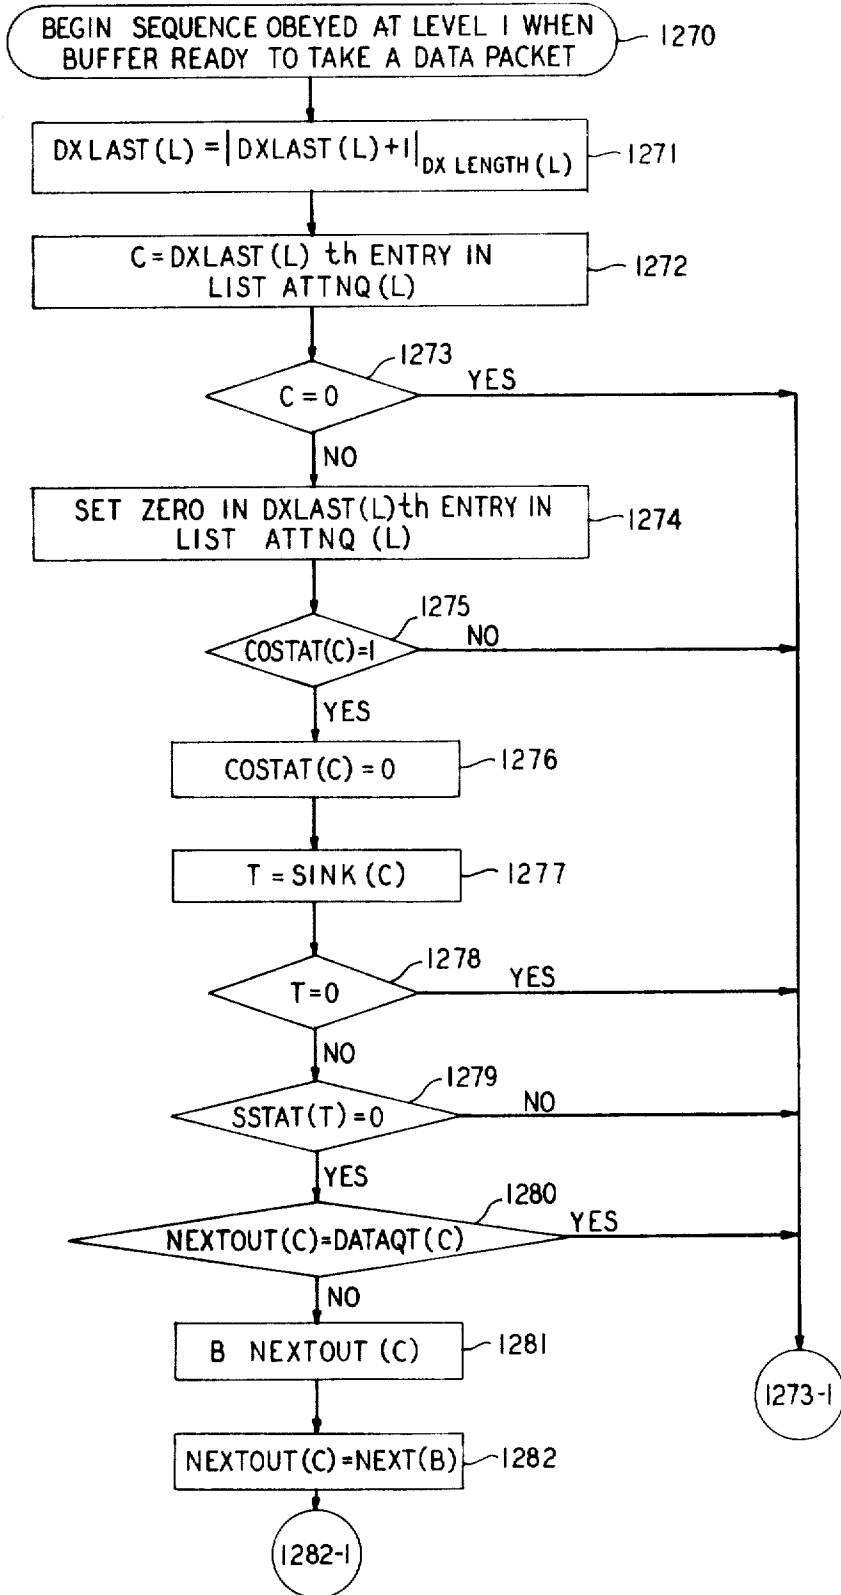 BEGIN SEQUENCE OBEYED AT LEVEL 1 WHEN
BUFFER READY TO TAKE A DATA PACKET
1270
DXLAST(L) = |DXLAST(L)+1| DX LENGTH(L)
1271
C=DXLAST(L) th ENTRY IN
LIST ATTNQ(L)
1272
1273
C = 0
YES
NO
SET ZERO IN DXLAST(L)th ENTRY IN
LIST ATTNQ (L)
1274
1275
COSTAT(C)=1
NO
YES
COSTAT(C) = 0
1276
T = SINK (C)
1277
1278
T=0
YES
NO
1279
SSTAT(T)=0
NO
YES
1280
NEXTOUT(C)=DATAQT(C)
YES
NO
B NEXTOUT (C)
1281
1273-1
NEXTOUT(C)=NEXT(B)
1282
1282-1